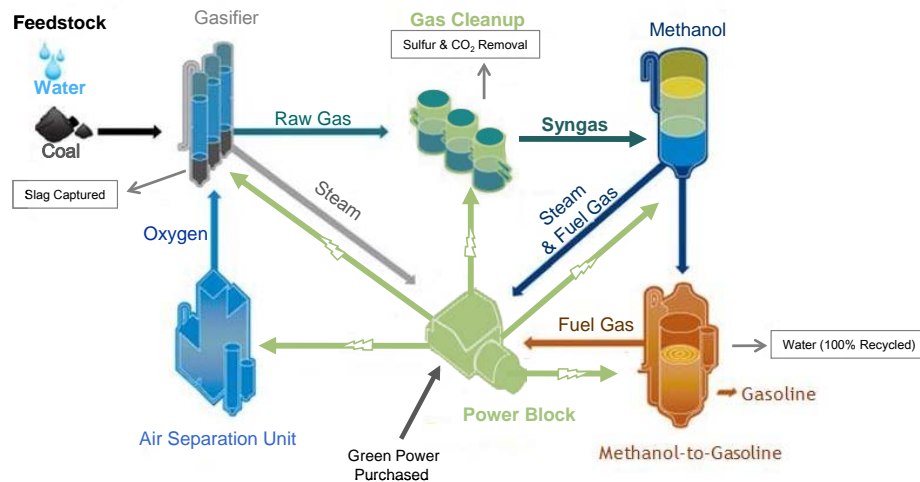 Feedstock
Gasifier
Gas Cleanup
Methanol
Sulfur & CO₂ Removal
Water
Raw Gas
Syngas
Coal
Slag Captured
Steam
Steam
& Fuel Gas
Oxygen
Fuel Gas
Water (100% Recycled)
Gasoline
Power Block
Air Separation Unit
Green Power
Purchased
Methanol-to-Gasoline